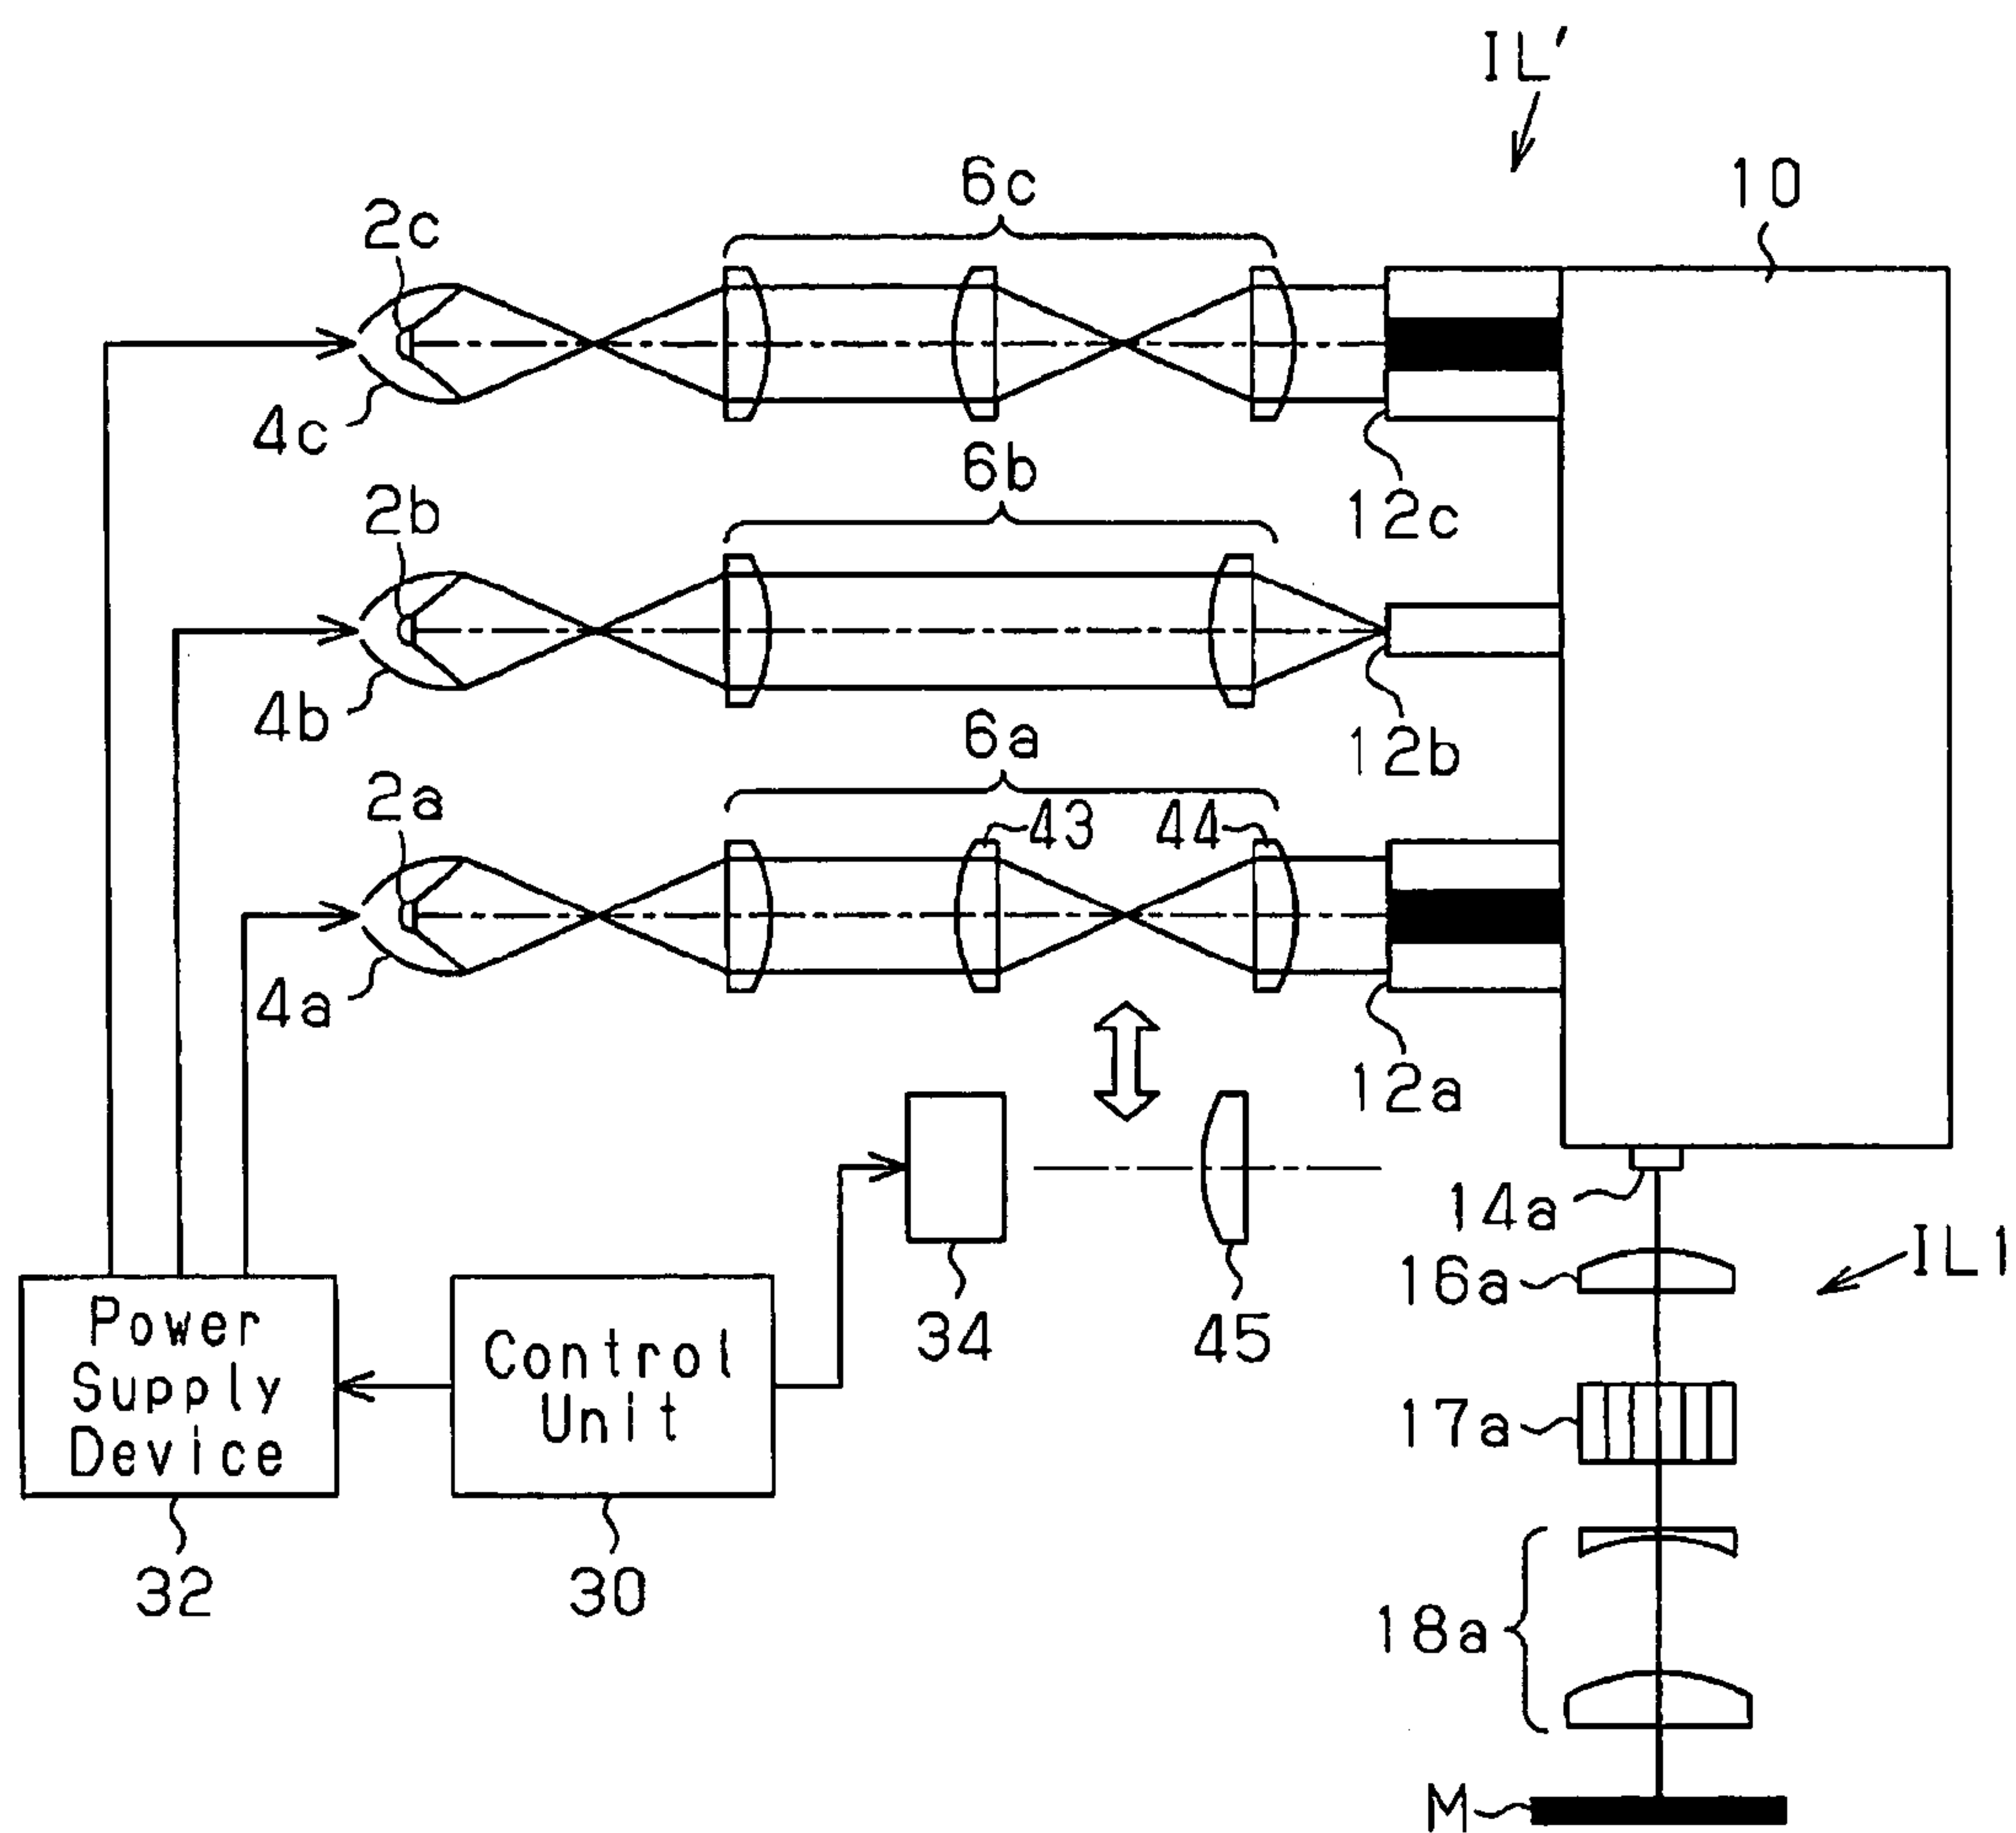 IL′
10
6c
2c
4c
12c
6b
2b
4b
12b
6a
2a
43
44
4a
12a
14a
16a
IL1
34
45
17a
Power
Supply
Device
Control
Unit
32
30
18a
M